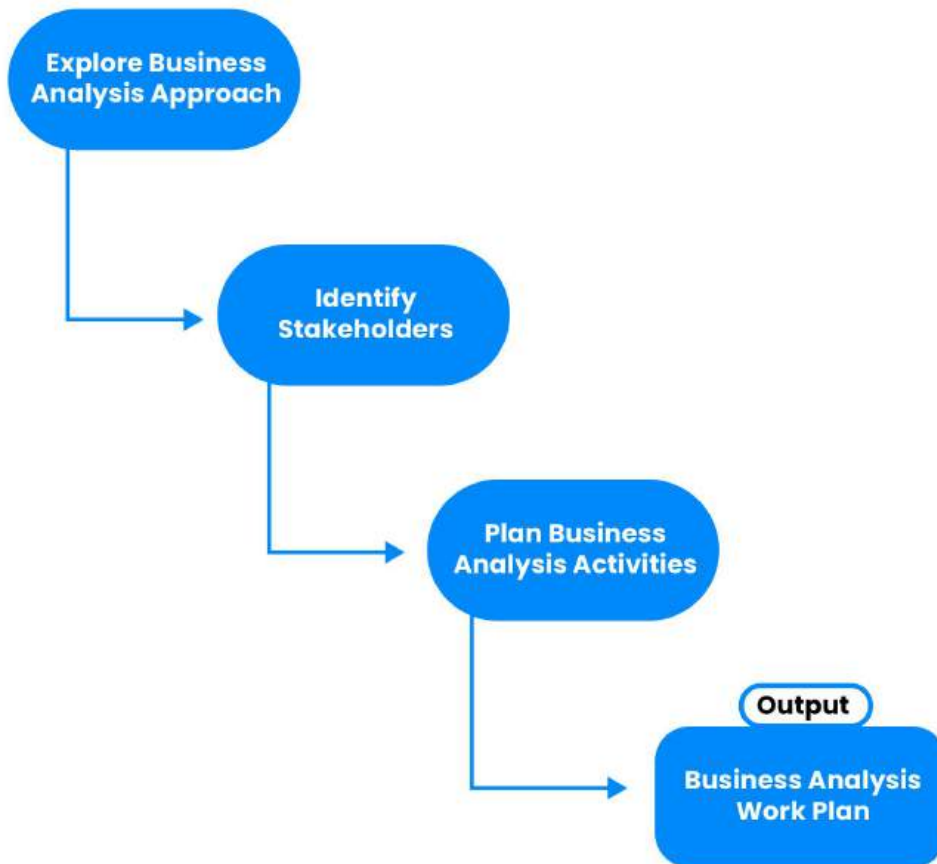 Explore Business
Analysis Approach
Identify
Stakeholders
Plan Business
Analysis Activities
Output
Business Analysis
Work Plan